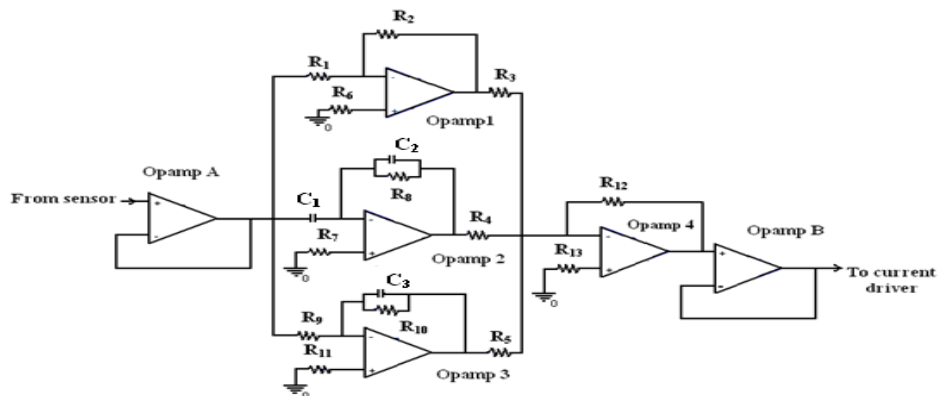 R₂
R₁
R₃
R₆
0
Opamp1
C₂
Opamp A
R₈
R₁₂
From sensor
+
-
C₁
R₇
0
R₄
Opamp 2
Opamp 4
Opamp B
R₁₃
0
To current
driver
C₃
R₉
R₁₀
R₅
R₁₁
0
Opamp 3